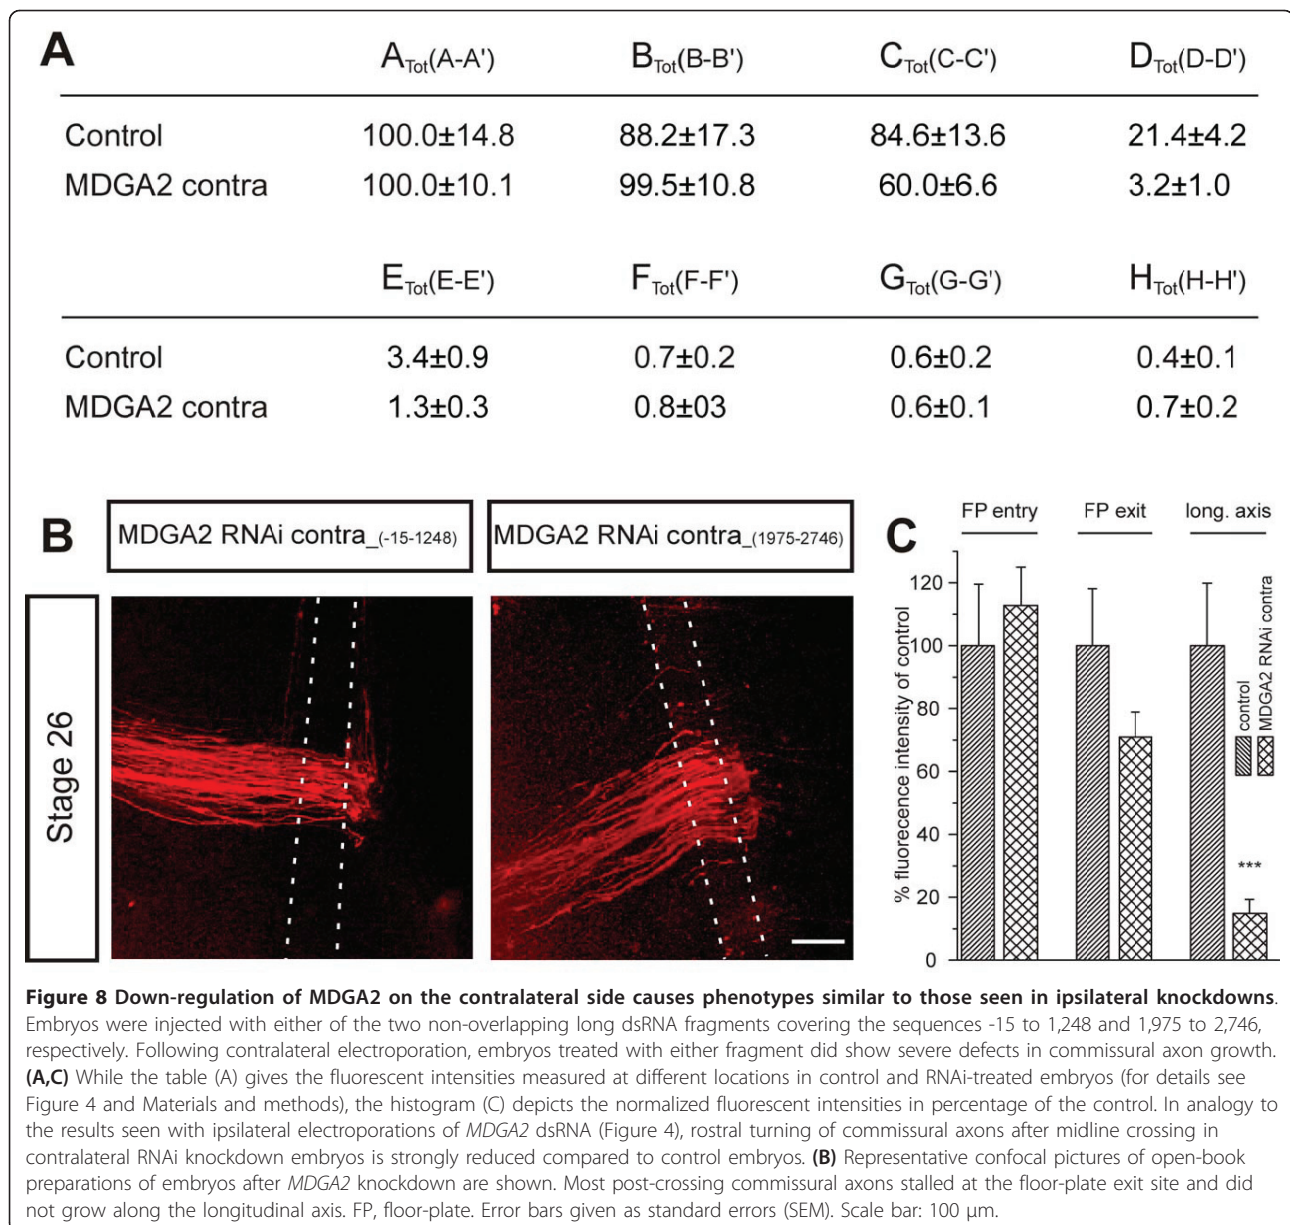 A
A_Tot(A-A') B_Tot(B-B') C_Tot(C-C') D_Tot(D-D')
Control 100.0±14.8 88.2±17.3 84.6±13.6 21.4±4.2
MDGA2 contra 100.0±10.1 99.5±10.8 60.0±6.6 3.2±1.0
E_Tot(E-E') F_Tot(F-F') G_Tot(G-G') H_Tot(H-H')
Control 3.4±0.9 0.7±0.2 0.6±0.2 0.4±0.1
MDGA2 contra 1.3±0.3 0.8±03 0.6±0.1 0.7±0.2
B
MDGA2 RNAi contra_(-15-1248)
MDGA2 RNAi contra_(1975-2746)
Stage 26
C
FP entry FP exit long. axis
% fluorecence intensity of control
120
100
80
60
40
20
0
control
MDGA2 RNAi contra
***
Figure 8 Down-regulation of MDGA2 on the contralateral side causes phenotypes similar to those seen in ipsilateral knockdowns.
Embryos were injected with either of the two non-overlapping long dsRNA fragments covering the sequences -15 to 1,248 and 1,975 to 2,746,
respectively. Following contralateral electroporation, embryos treated with either fragment did show severe defects in commissural axon growth.
(A,C) While the table (A) gives the fluorescent intensities measured at different locations in control and RNAi-treated embryos (for details see
Figure 4 and Materials and methods), the histogram (C) depicts the normalized fluorescent intensities in percentage of the control. In analogy to
the results seen with ipsilateral electroporations of MDGA2 dsRNA (Figure 4), rostral turning of commissural axons after midline crossing in
contralateral RNAi knockdown embryos is strongly reduced compared to control embryos. (B) Representative confocal pictures of open-book
preparations of embryos after MDGA2 knockdown are shown. Most post-crossing commissural axons stalled at the floor-plate exit site and did
not grow along the longitudinal axis. FP, floor-plate. Error bars given as standard errors (SEM). Scale bar: 100 μm.